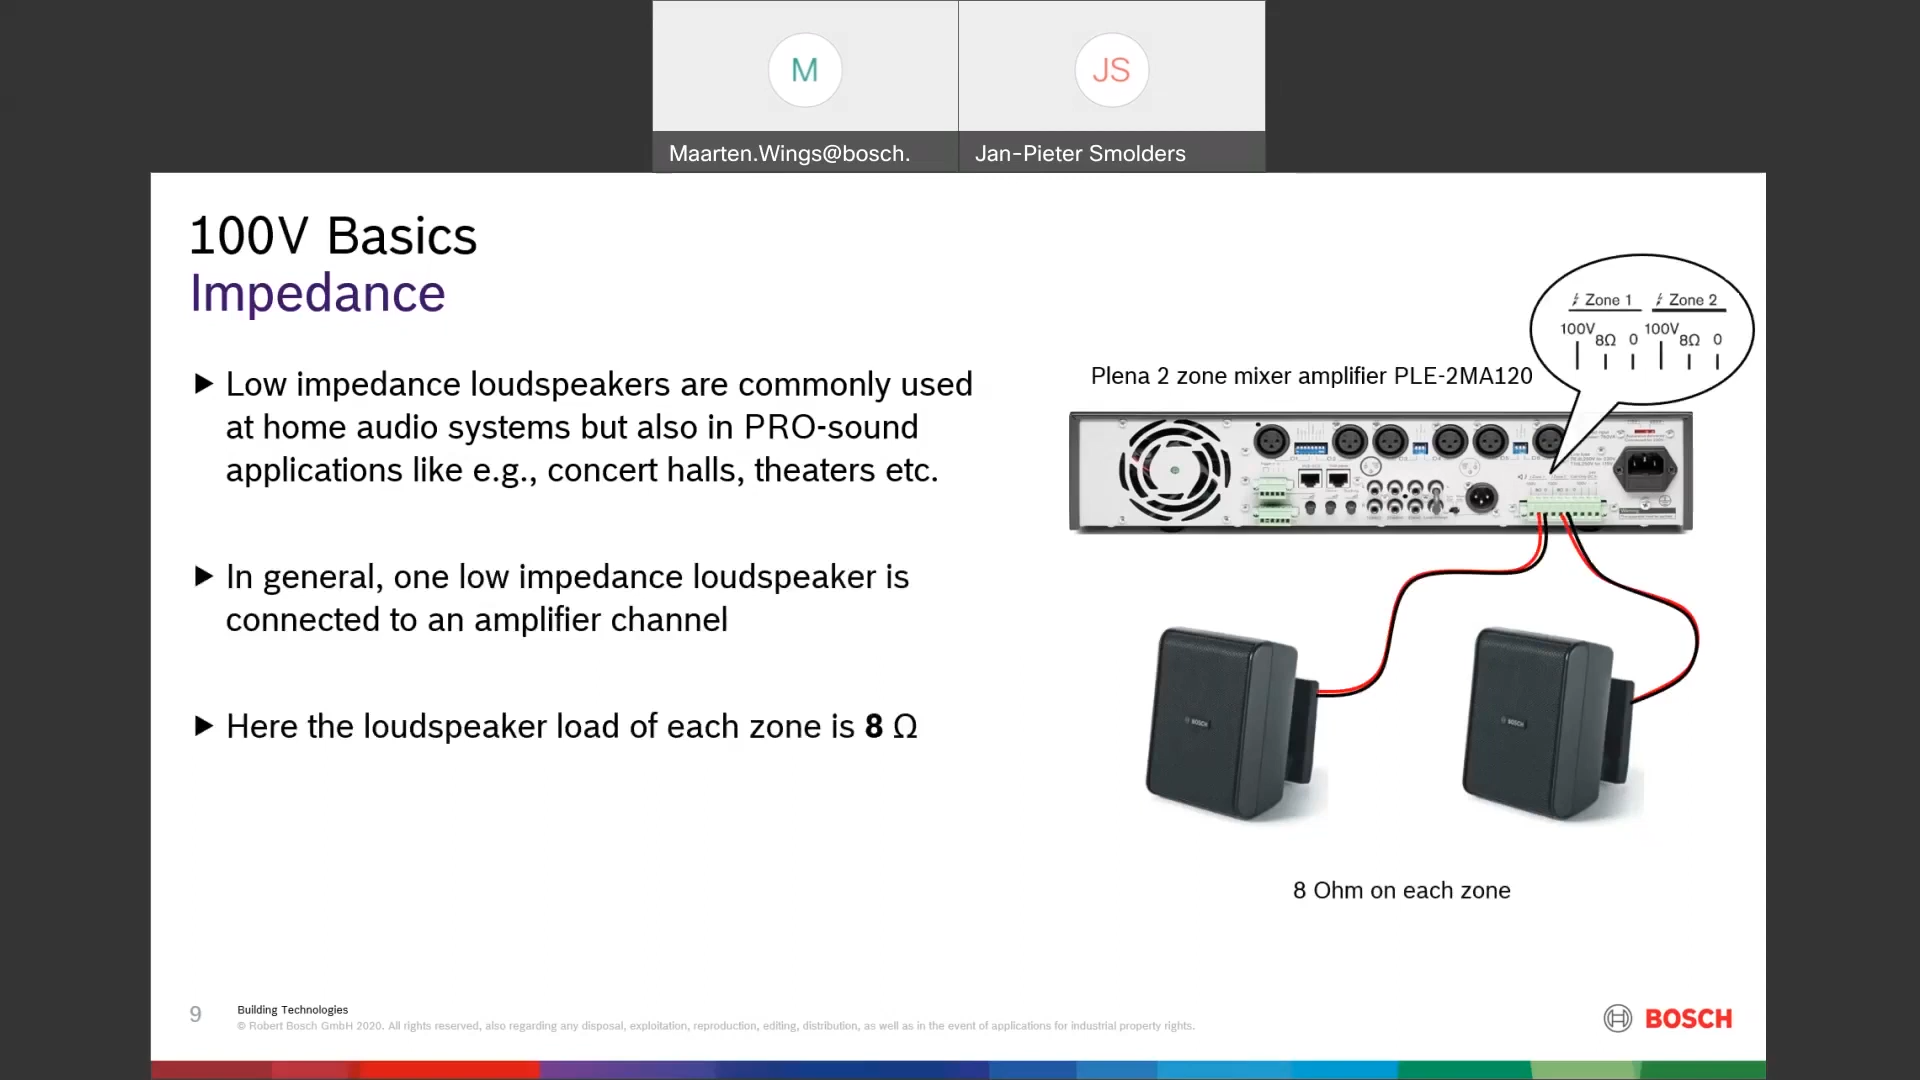 M
JS
Maarten.Wings@bosch.
Jan-Pieter Smolders
100V Basics
Impedance
Low impedance loudspeakers are commonly used
at home audio systems but also in PRO-sound
applications like e.g., concert halls, theaters etc.
In general, one low impedance loudspeaker is
connected to an amplifier channel
Here the loudspeaker load of each zone is 8 Ω
Zone 1 Zone 2
100V 8Ω 0 100V 8Ω 0
Plena 2 zone mixer amplifier PLE-2MA120
BOSCH
BOSCH
8 Ohm on each zone
9
Building Technologies
© Robert Bosch GmbH 2020. All rights reserved, also regarding any disposal, exploitation, reproduction, editing, distribution, as well as in the event of applications for industrial property rights.
BOSCH